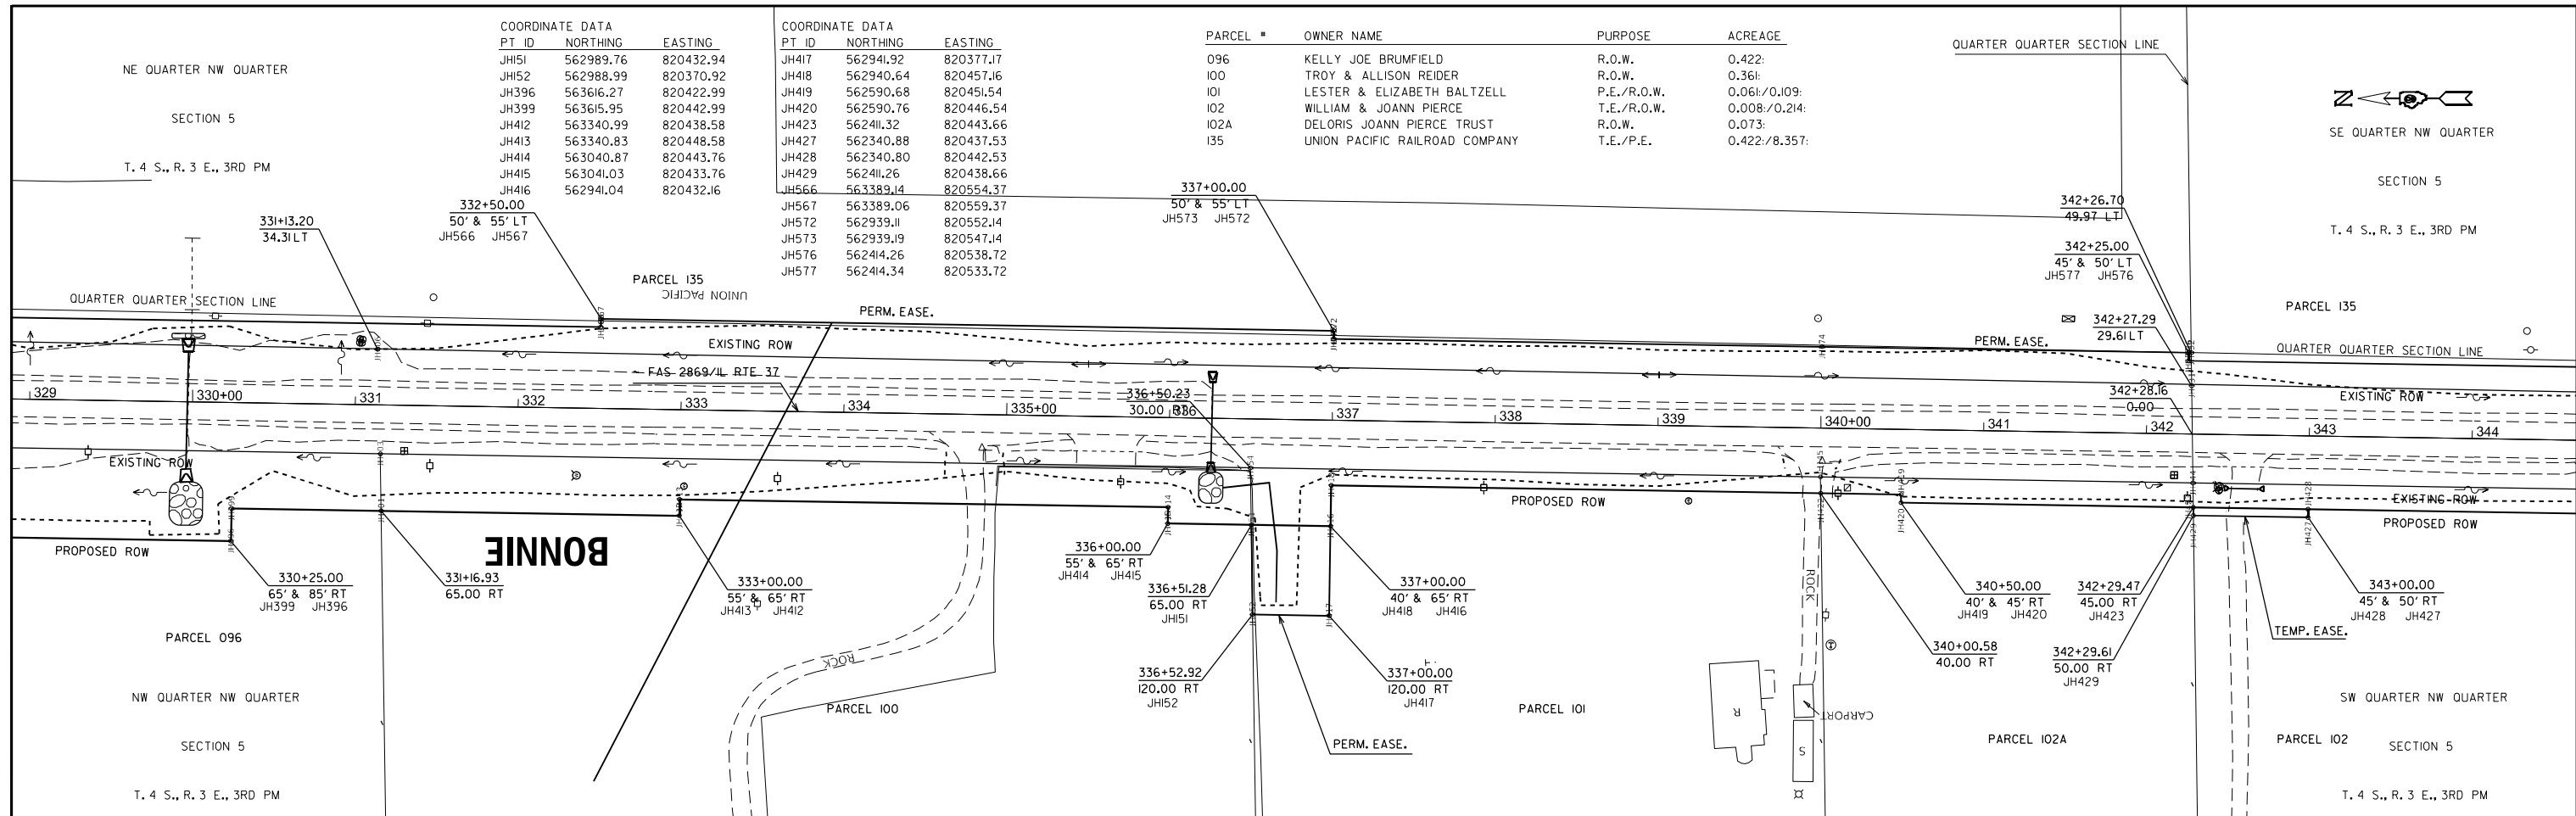 COORDINATE DATA
PT ID NORTHING EASTING
JH151 562989.76 820432.94
JH152 562988.99 820370.92
JH396 563616.27 820422.99
JH399 563615.95 820442.99
JH412 563340.99 820438.58
JH413 563340.83 820448.58
JH414 563040.87 820443.76
JH415 563041.03 820433.76
JH416 562941.04 820432.16
COORDINATE DATA
PT ID NORTHING EASTING
JH417 562941.92 820377.17
JH418 562940.64 820457.16
JH419 562590.68 820451.54
JH420 562590.76 820446.54
JH423 562411.32 820443.66
JH427 562340.88 820437.53
JH428 562340.80 820442.53
JH429 562411.26 820438.66
JH566 563389.14 820554.37
JH567 563389.06 820559.37
JH572 562939.11 820552.14
JH573 562939.19 820547.14
JH576 562414.26 820538.72
JH577 562414.34 820533.72
PARCEL # OWNER NAME PURPOSE ACREAGE
096 KELLY JOE BRUMFIELD R.O.W. 0.422±
100 TROY & ALLISON REIDER R.O.W. 0.361±
101 LESTER & ELIZABETH BALTZELL P.E./R.O.W. 0.061±/0.109±
102 WILLIAM & JOANN PIERCE T.E./R.O.W. 0.008±/0.214±
102A DELORIS JOANN PIERCE TRUST R.O.W. 0.073±
135 UNION PACIFIC RAILROAD COMPANY T.E./P.E. 0.422±/8.357±
QUARTER QUARTER SECTION LINE
NE QUARTER NW QUARTER
SECTION 5
T. 4 S., R. 3 E., 3RD PM
N
SE QUARTER NW QUARTER
SECTION 5
T. 4 S., R. 3 E., 3RD PM
331+13.20
34.31 LT
332+50.00
50' & 55' LT
JH566 JH567
337+00.00
50' & 55' LT
JH573 JH572
342+26.70
49.97 LT
342+25.00
45' & 50' LT
JH577 JH576
342+27.29
29.61 LT
PARCEL 135
UNION PACIFIC
PARCEL 135
QUARTER QUARTER SECTION LINE
PERM. EASE.
EXISTING ROW
PERM. EASE.
QUARTER QUARTER SECTION LINE
FAS 2869/IL RTE 37
EXISTING ROW
329 330+00 331 332 333 334 335+00 336 337 338 339 340+00 341 342 343 344
336+50.23
30.00 RT
342+28.16
0.00
EXISTING ROW
PROPOSED ROW
EXISTING ROW
PROPOSED ROW
PROPOSED ROW
BONNIE
330+25.00
65' & 85' RT
JH399 JH396
331+16.93
65.00 RT
333+00.00
55' & 65' RT
JH413 JH412
336+00.00
55' & 65' RT
JH414 JH415
336+51.28
65.00 RT
JH151
337+00.00
40' & 65' RT
JH418 JH416
340+50.00
40' & 45' RT
JH419 JH420
342+29.47
45.00 RT
JH423
343+00.00
45' & 50' RT
JH428 JH427
336+52.92
120.00 RT
JH152
337+00.00
120.00 RT
JH417
340+00.58
40.00 RT
342+29.61
50.00 RT
JH429
TEMP. EASE.
ROCK
ROCK
PARCEL 096
PARCEL 100
PARCEL 101
R
S
CARPORT
PARCEL 102A
PARCEL 102
PERM. EASE.
NW QUARTER NW QUARTER
SECTION 5
T. 4 S., R. 3 E., 3RD PM
SW QUARTER NW QUARTER
SECTION 5
T. 4 S., R. 3 E., 3RD PM